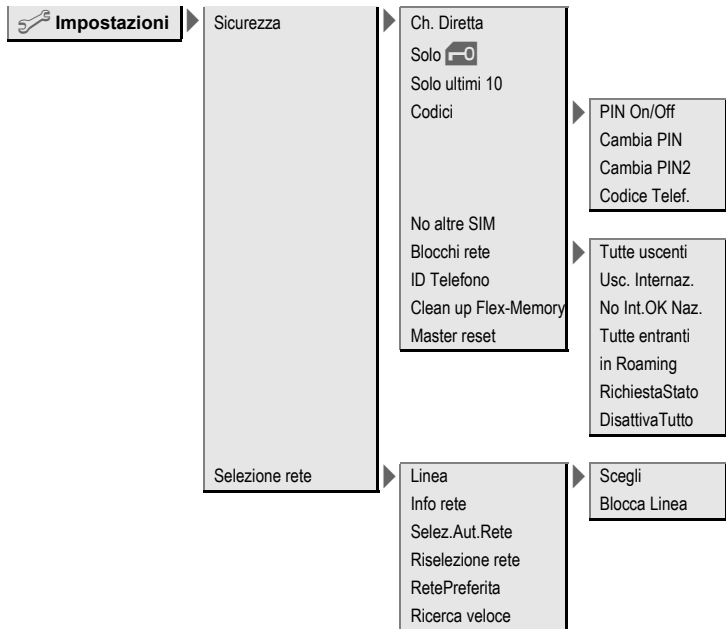 Impostazioni
Sicurezza
Ch. Diretta
Solo
Solo ultimi 10
Codici
PIN On/Off
Cambia PIN
Cambia PIN2
Codice Telef.
No altre SIM
Blocchi rete
Tutte uscenti
Usc. Internaz.
No Int.OK Naz.
Tutte entranti
in Roaming
RichiestaStato
DisattivaTutto
ID Telefono
Clean up Flex-Memory
Master reset
Selezione rete
Linea
Scegli
Blocca Linea
Info rete
Selez.Aut.Rete
Riselezione rete
RetePreferita
Ricerca veloce